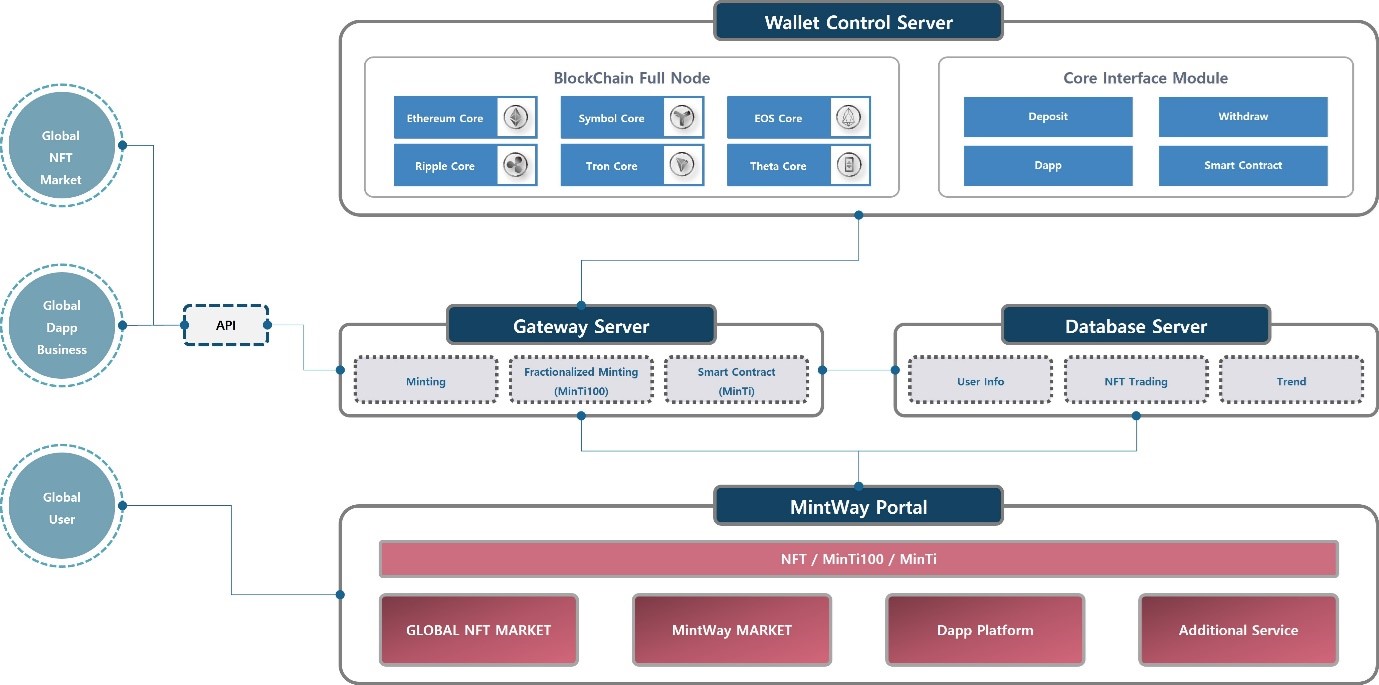 Wallet Control Server
BlockChain Full Node
Ethereum Core
Symbol Core
EOS Core
Ripple Core
Tron Core
Theta Core
Core Interface Module
Deposit
Withdraw
Dapp
Smart Contract
Global
NFT
Market
Global
Dapp
Business
API
Gateway Server
Minting
Fractionalized Minting
(MinTi100)
Smart Contract
(MinTi)
Database Server
User Info
NFT Trading
Trend
Global
User
MintWay Portal
NFT / MinTi100 / MinTi
GLOBAL NFT MARKET
MintWay MARKET
Dapp Platform
Additional Service